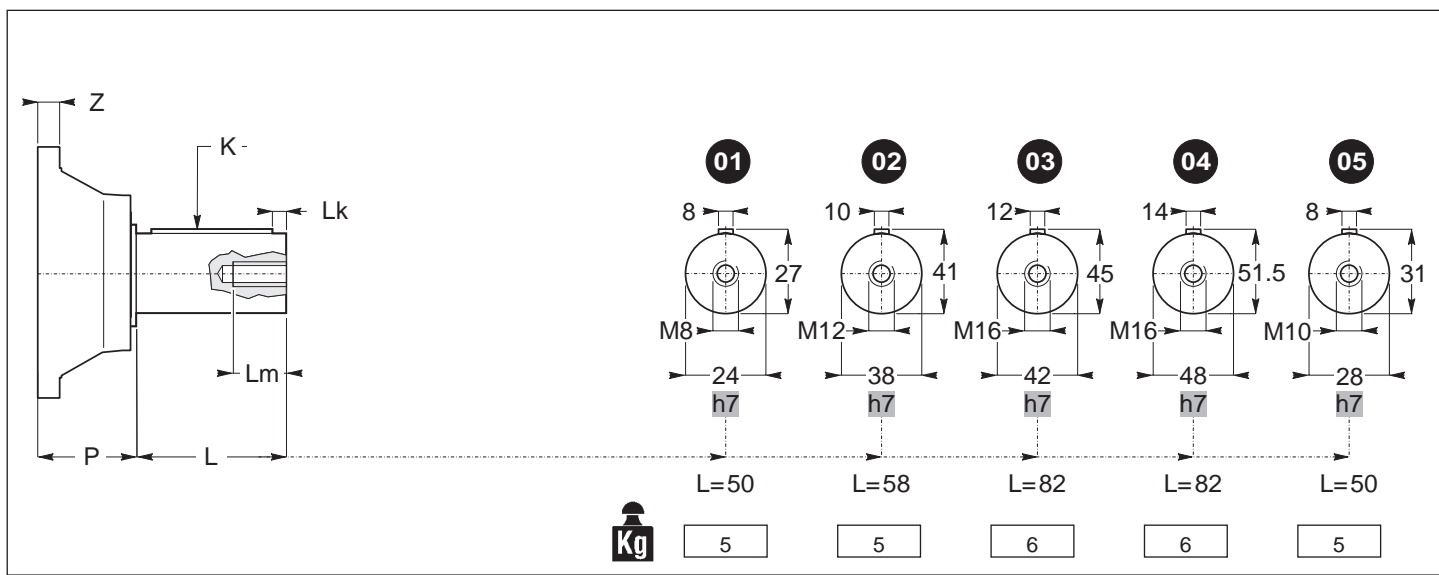 Z
K
Lk
Lm
P
L
01 02 03 04 05
8 10 12 14 8
27 41 45 51.5 31
M8 M12 M16 M16 M10
24 38 42 48 28
h7 h7 h7 h7 h7
L=50 L=58 L=82 L=82 L=50
Kg 5 5 6 6 5